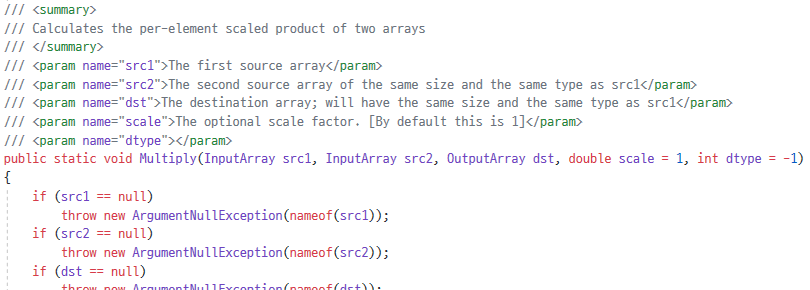 /// <summary>
/// Calculates the per-element scaled product of two arrays
/// </summary>
/// <param name="src1">The first source array</param>
/// <param name="src2">The second source array of the same size and the same type as src1</param>
/// <param name="dst">The destination array; will have the same size and the same type as src1</param>
/// <param name="scale">The optional scale factor. [By default this is 1]</param>
/// <param name="dtype"></param>
public static void Multiply(InputArray src1, InputArray src2, OutputArray dst, double scale = 1, int dtype = -1)
{
    if (src1 == null)
        throw new ArgumentNullException(nameof(src1));
    if (src2 == null)
        throw new ArgumentNullException(nameof(src2));
    if (dst == null)
        throw new ArgumentNullException(nameof(dst));